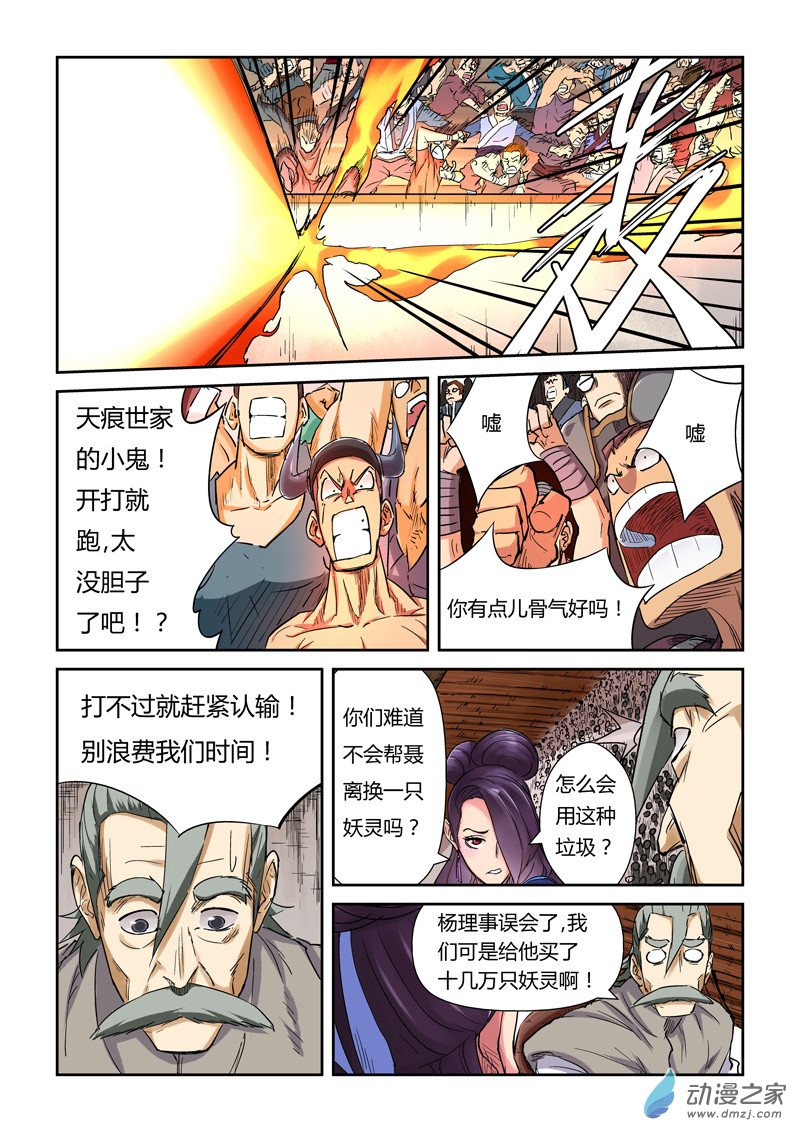 天痕世家
的小鬼！
开打就
跑,太
没胆子
了吧！？
嘘
嘘
你有点儿骨气好吗！
打不过就赶紧认输！
别浪费我们时间！
你们难道
不会帮聂
离换一只
妖灵吗？
怎么会
用这种
垃圾？
杨理事误会了,我
们可是给他买了
十几万只妖灵啊！
动漫之家
www.dmzj.com